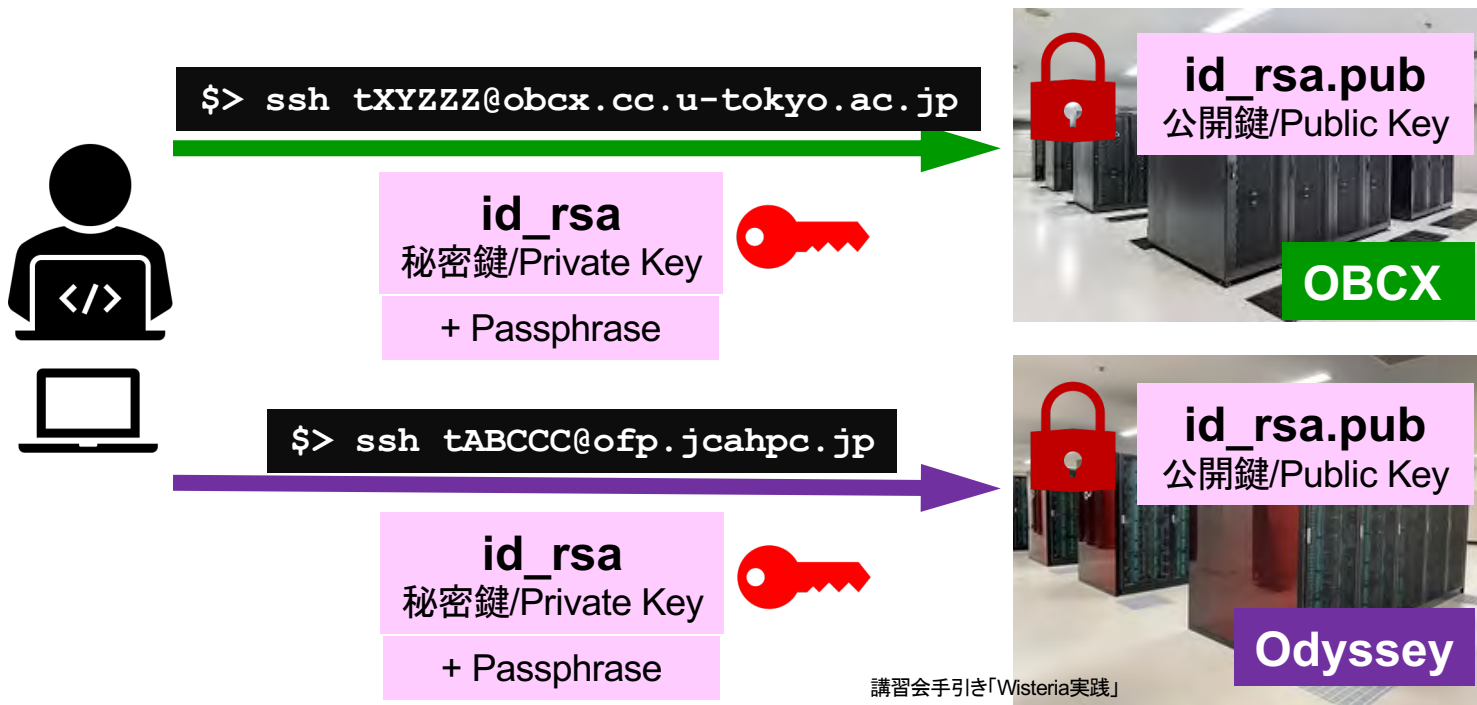 $> ssh tXYZZZ@obcx.cc.u-tokyo.ac.jp
id_rsa.pub
公開鍵/Public Key
id_rsa
秘密鍵/Private Key
+ Passphrase
</>
OBCX
$> ssh tABCCC@ofp.jcahpc.jp
id_rsa.pub
公開鍵/Public Key
id_rsa
秘密鍵/Private Key
+ Passphrase
Odyssey
講習会手引き「Wisteria実践」